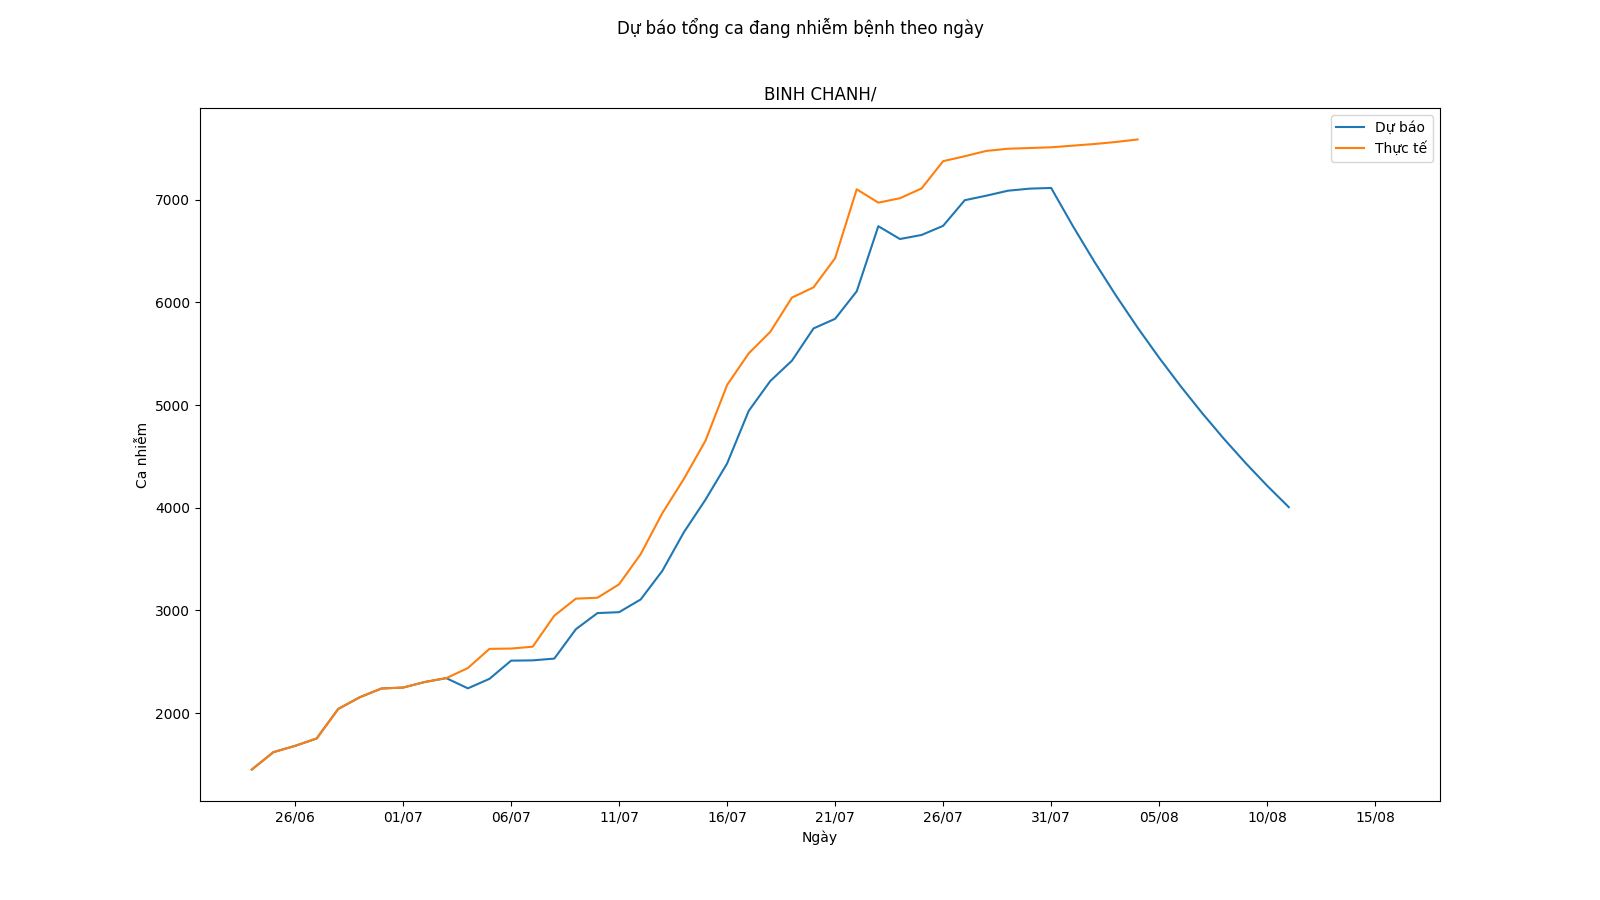 Dự báo tổng ca đang nhiễm bệnh theo ngày
BINH CHANH/
Dự báo
Thực tế
7000
6000
5000
4000
3000
2000
Ca nhiễm
26/06
01/07
06/07
11/07
16/07
21/07
26/07
31/07
05/08
10/08
15/08
Ngày